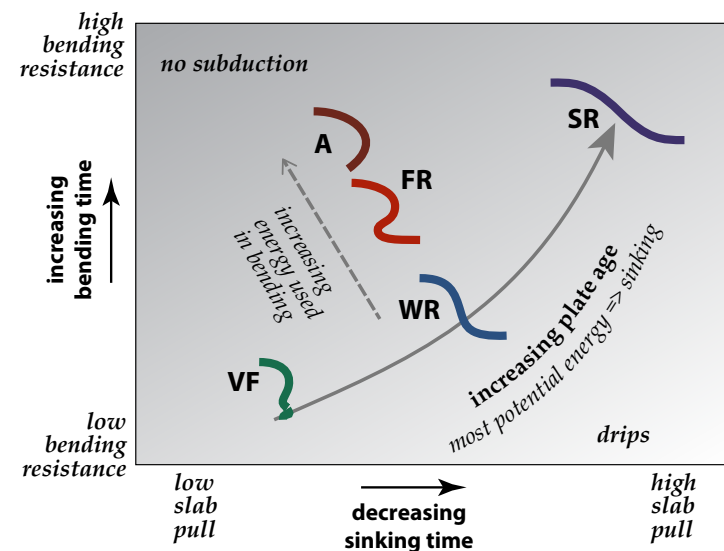 high
bending
resistance
no subduction
SR
A
FR
increasing
bending time
increasing
energy used
in bending
WR
increasing plate age
most potential energy => sinking
VF
low
bending
resistance
drips
low
slab
pull
decreasing
sinking time
high
slab
pull